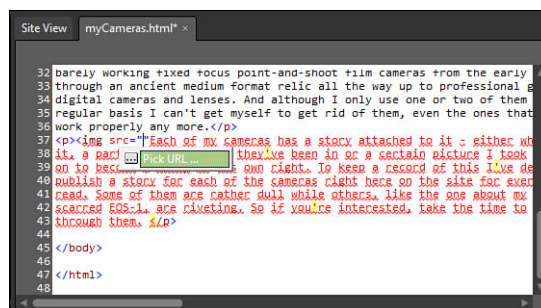 Site View myCameras.html* ×
32 barely working fixed focus point-and-shoot film cameras from the early
33 through an ancient medium format relic all the way up to professional g
34 digital cameras and lenses. And although I only use one or two of them
35 regular basis I can't get myself to get rid of them, even the ones that
36 work properly any more.</p>
37 <p><img src=""Each of my cameras has a story attached to it - either wh
38 it, a par they've been in or a certain picture I took
... Pick URL ...
39 on to beco own right. To keep a record of this I've de
40 publish a story for each of the cameras right here on the site for ever
41 read. Some of them are rather dull while others, like the one about my
42 scarred EOS-1, are riveting. So if you're interested, take the time to
43 through them. </p>
44
45 </body>
46
47 </html>
48